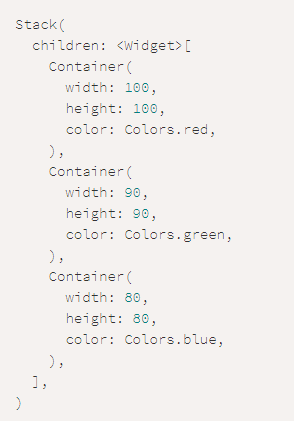 Stack(
  children: <Widget>[
    Container(
      width: 100,
      height: 100,
      color: Colors.red,
    ),
    Container(
      width: 90,
      height: 90,
      color: Colors.green,
    ),
    Container(
      width: 80,
      height: 80,
      color: Colors.blue,
    ),
  ],
)